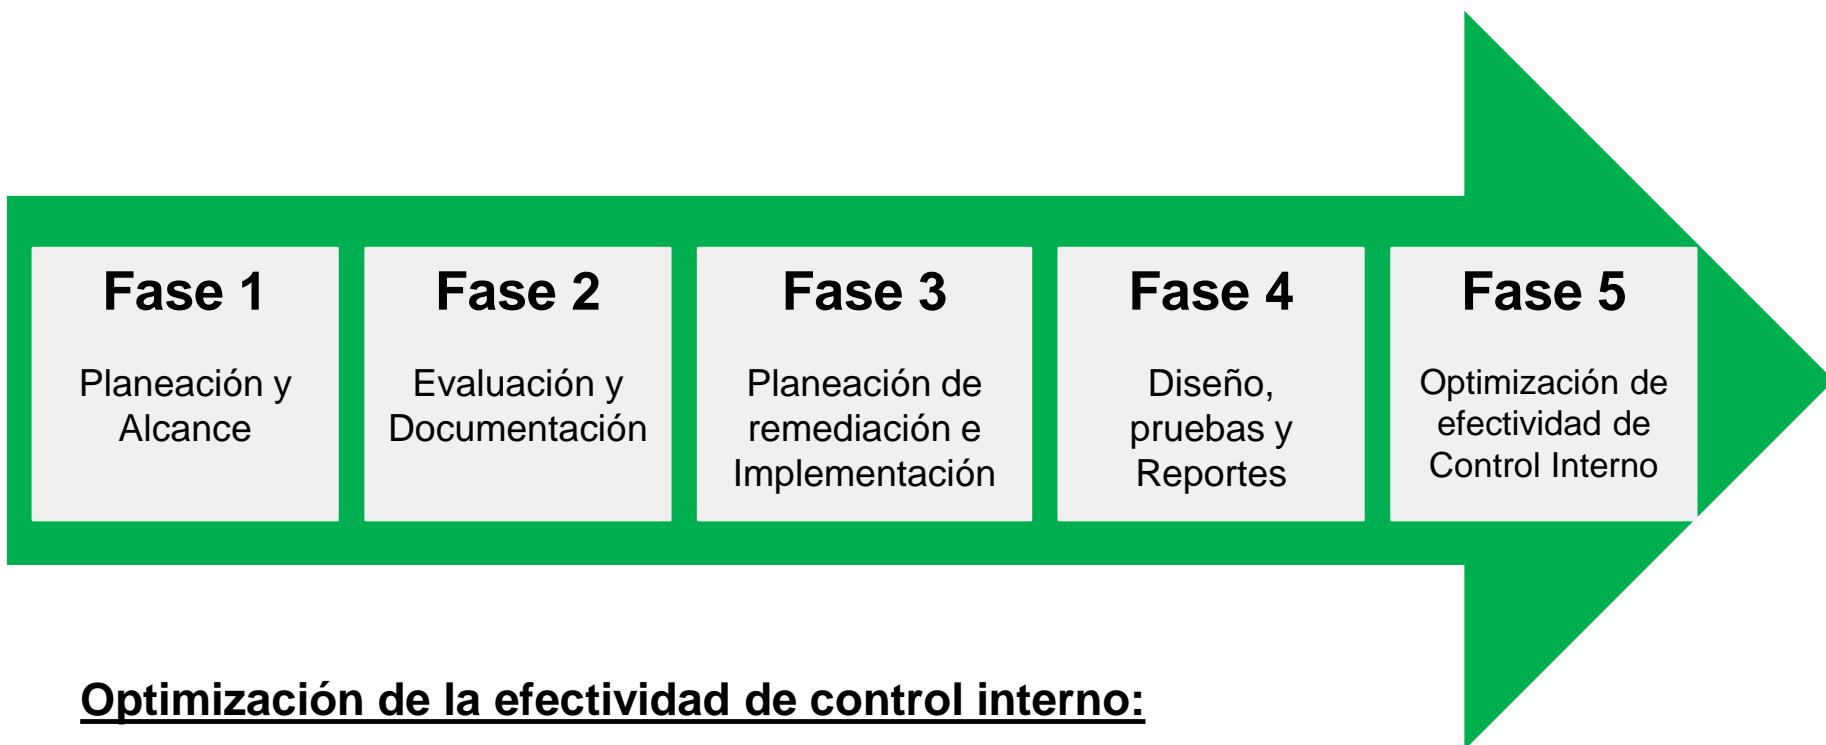 Fase 1
Planeación y
Alcance
Fase 2
Evaluación y
Documentación
Fase 3
Planeación de
remediación e
Implementación
Fase 4
Diseño,
pruebas y
Reportes
Fase 5
Optimización de
efectividad de
Control Interno
Optimización de la efectividad de control interno: